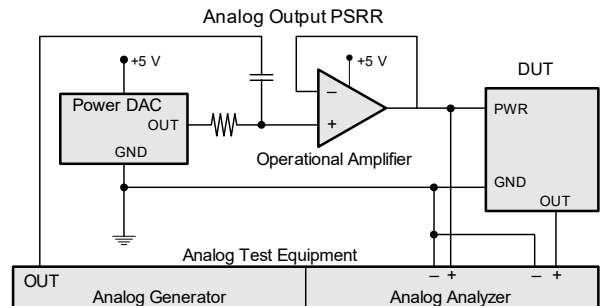 Analog Output PSRR
+5 V
+5 V
DUT
Power DAC
OUT
–
+
PWR
GND
Operational Amplifier
GND
OUT
Analog Test Equipment
– +
– +
OUT
Analog Generator
Analog Analyzer